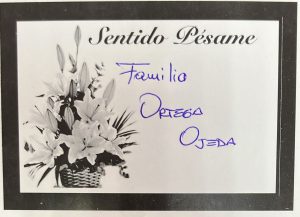 Sentido Pésame
Familia
ORTEGA
OJEDA